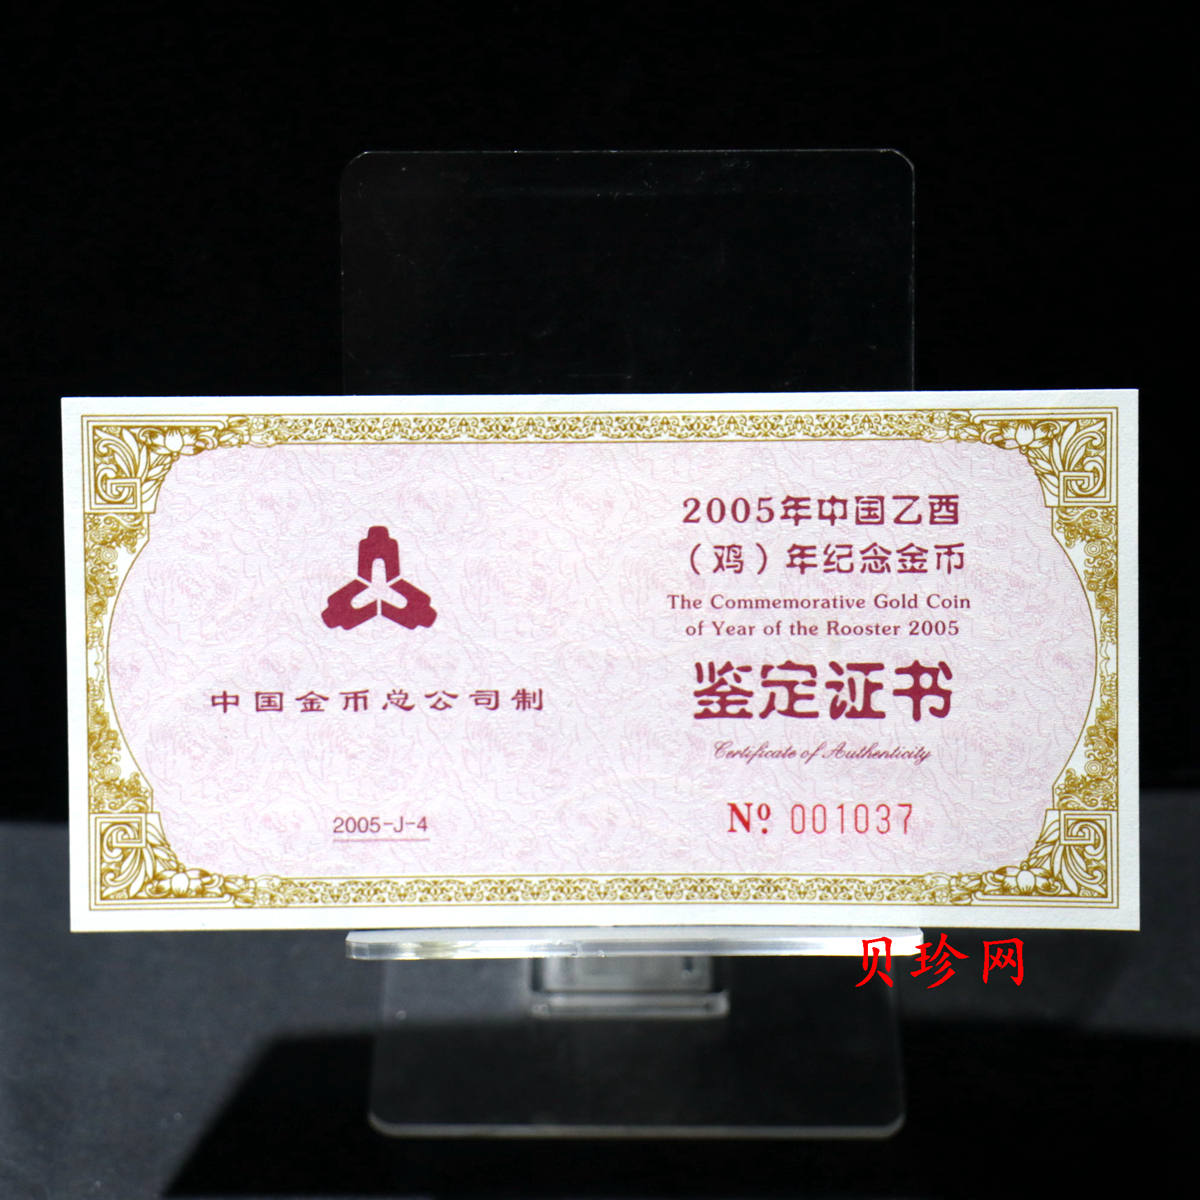 2005年中国乙酉
（鸡）年纪念金币
The Commemorative Gold Coin
of Year of the Rooster 2005
鉴定证书
Certificate of Authenticity
Nº 001037
中国金币总公司制
2005-J-4
贝珍网